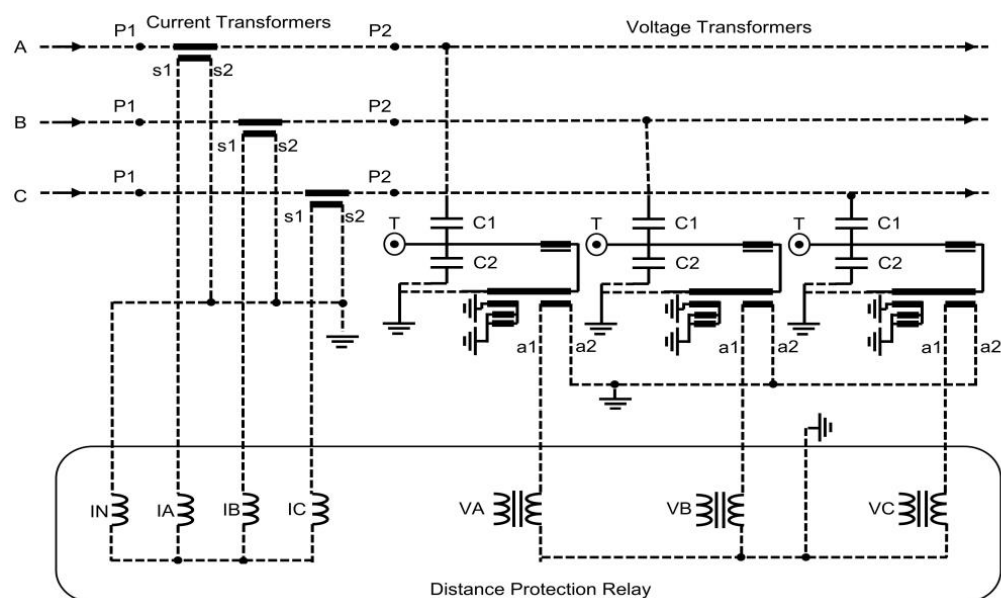 Current Transformers
Voltage Transformers
A P1 P2
s1 s2
B P1 P2
s1 s2
C P1 P2
s1 s2
T C1 T C1 T C1
C2 C2 C2
a1 a2 a1 a2 a1 a2
IN IA IB IC VA VB VC
Distance Protection Relay